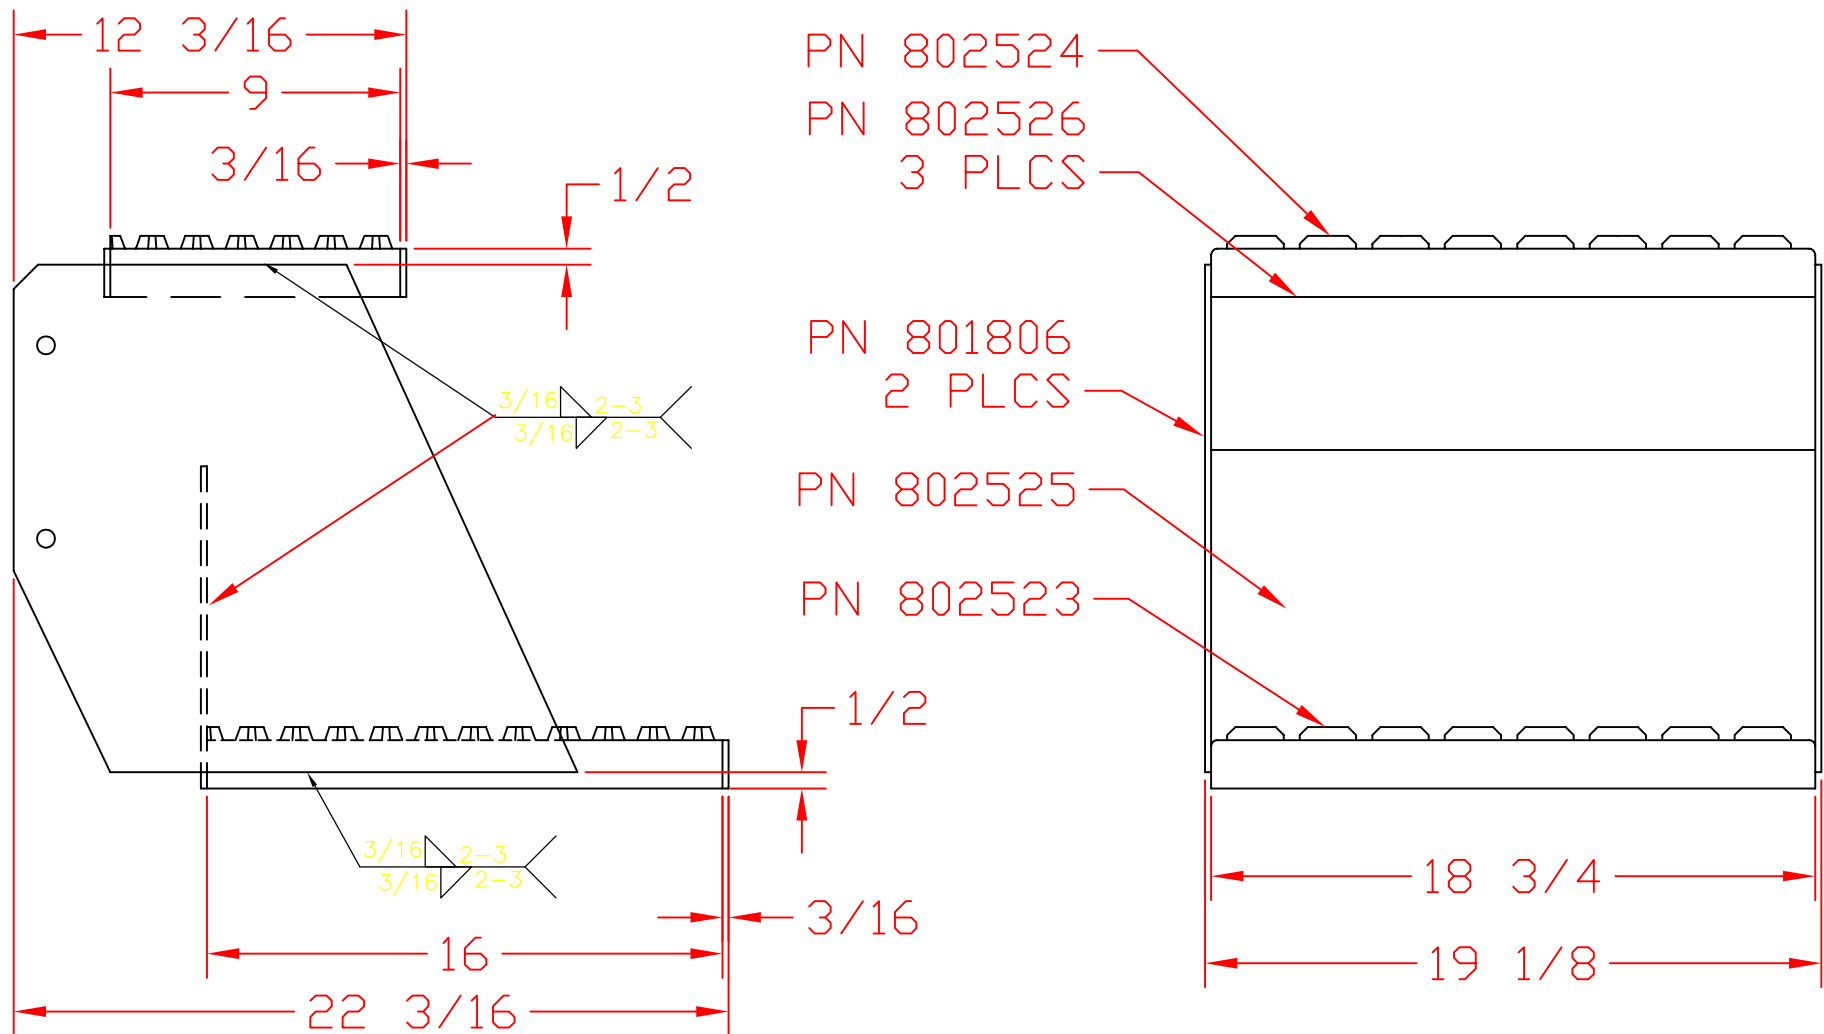 12 3/16
9
3/16
1/2
3/16 2-3
3/16 2-3
1/2
3/16 2-3
3/16 2-3
3/16
16
22 3/16
PN 802524
PN 802526
3 PLCS
PN 801806
2 PLCS
PN 802525
PN 802523
18 3/4
19 1/8